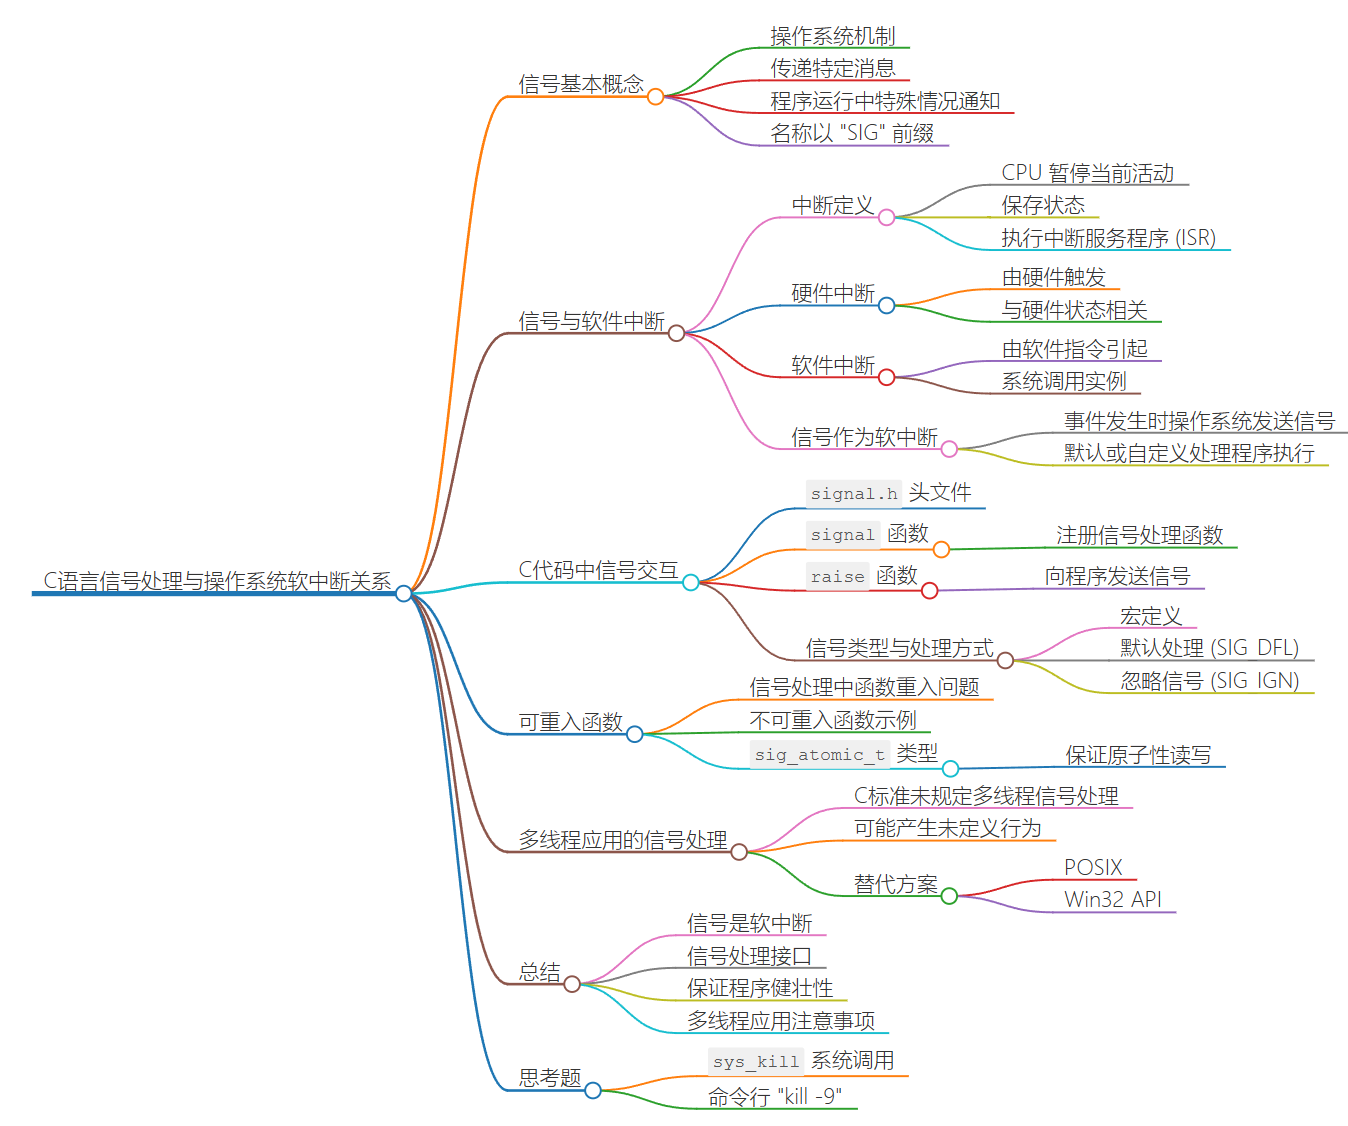 C语言信号处理与操作系统软中断关系
信号基本概念
操作系统机制
传递特定消息
程序运行中特殊情况通知
名称以 "SIG" 前缀
信号与软件中断
中断定义
CPU 暂停当前活动
保存状态
执行中断服务程序 (ISR)
硬件中断
由硬件触发
与硬件状态相关
软件中断
由软件指令引起
系统调用实例
信号作为软中断
事件发生时操作系统发送信号
默认或自定义处理程序执行
C代码中信号交互
signal.h 头文件
signal 函数
注册信号处理函数
raise 函数
向程序发送信号
信号类型与处理方式
宏定义
默认处理 (SIG_DFL)
忽略信号 (SIG_IGN)
可重入函数
信号处理中函数重入问题
不可重入函数示例
sig_atomic_t 类型
保证原子性读写
多线程应用的信号处理
C标准未规定多线程信号处理
可能产生未定义行为
替代方案
POSIX
Win32 API
总结
信号是软中断
信号处理接口
保证程序健壮性
多线程应用注意事项
思考题
sys_kill 系统调用
命令行 "kill -9"